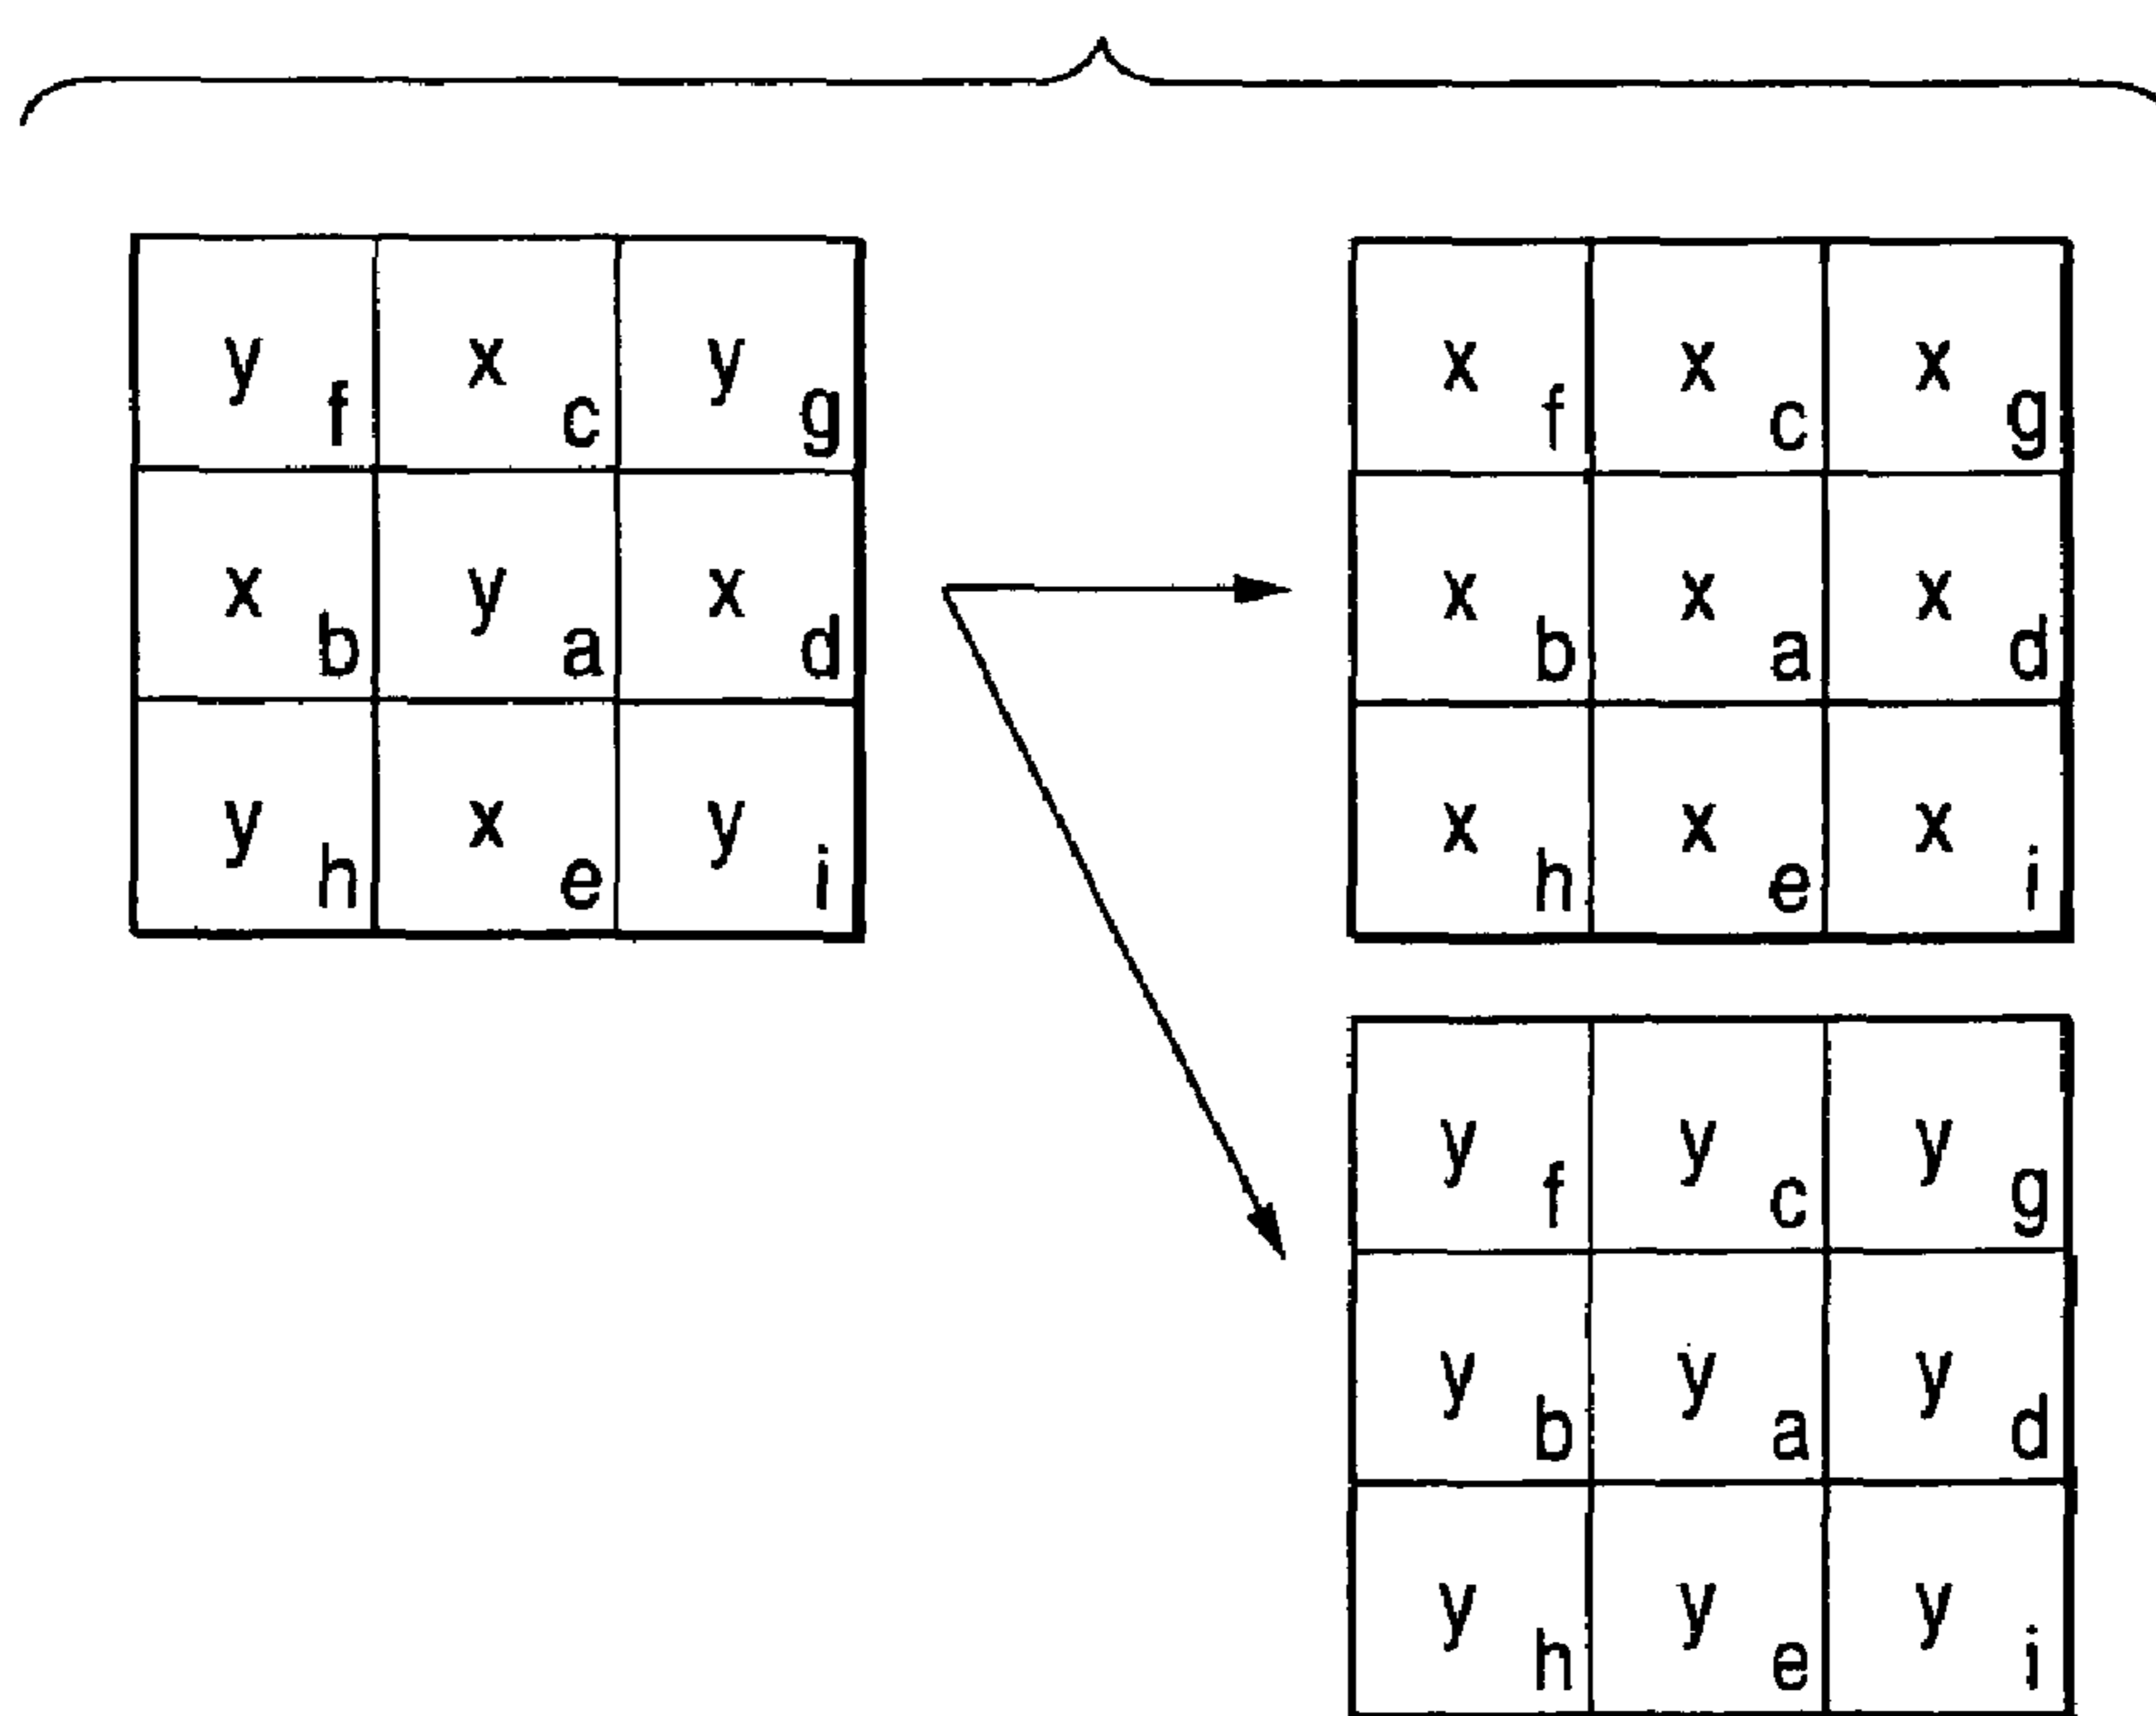 y f x c y g
x b y a x d
y h x e y i
x f x c x g
x b x a x d
x h x e x i
y f y c y g
y b y a y d
y h y e y i